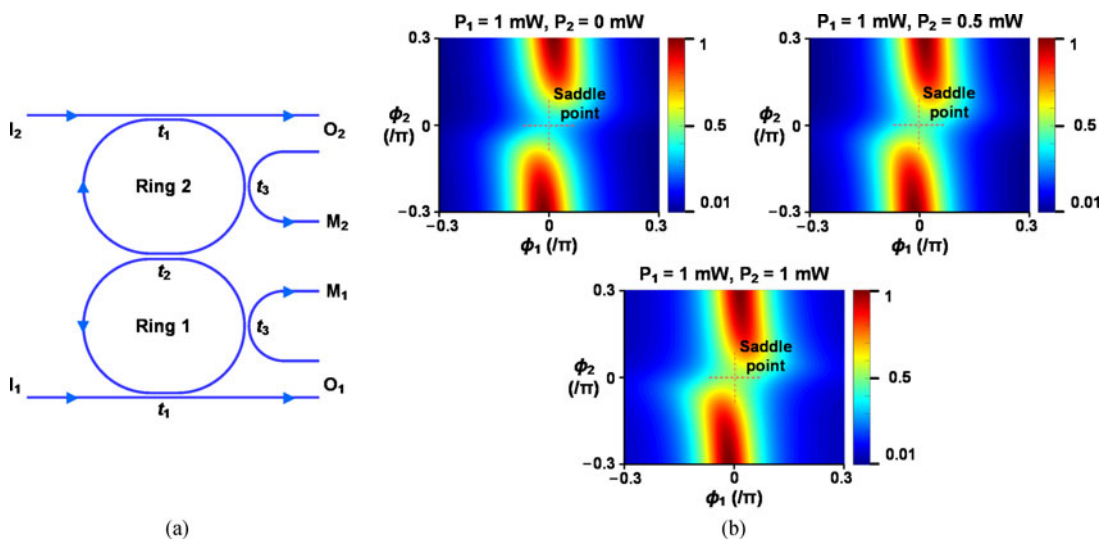 I₂
t₁
O₂
Ring 2
t₃
M₂
t₂
M₁
Ring 1
t₃
I₁
t₁
O₁
(a)
P₁ = 1 mW, P₂ = 0 mW
0.3
ϕ₂
(/π)
0
−0.3
Saddle
point
−0.3
0
0.3
ϕ₁ (/π)
1
0.5
0.01
P₁ = 1 mW, P₂ = 0.5 mW
0.3
ϕ₂
(/π)
0
−0.3
Saddle
point
−0.3
0
0.3
ϕ₁ (/π)
1
0.5
0.01
P₁ = 1 mW, P₂ = 1 mW
0.3
ϕ₂
(/π)
0
−0.3
Saddle
point
−0.3
0
0.3
ϕ₁ (/π)
1
0.5
0.01
(b)